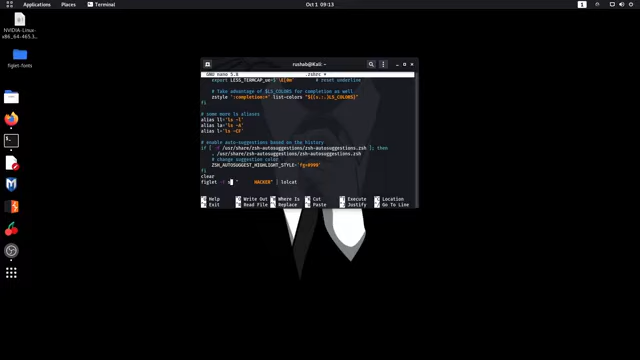 Applications Places Terminal
Oct 1 09:13
1
NVIDIA-Linux-
x86_64-465.3...
figlet-fonts
rushab@Kali: ~
GNU nano 5.8 .zshrc *
export LESS_TERMCAP_ue=$'\E[0m' # reset underline
# Take advantage of $LS_COLORS for completion as well
zstyle ':completion:*' list-colors "${(s.:.)LS_COLORS}"
fi
# some more ls aliases
alias ll='ls -l'
alias la='ls -A'
alias l='ls -CF'
# enable auto-suggestions based on the history
if [ -f /usr/share/zsh-autosuggestions/zsh-autosuggestions.zsh ]; then
. /usr/share/zsh-autosuggestions/zsh-autosuggestions.zsh
# change suggestion color
ZSH_AUTOSUGGEST_HIGHLIGHT_STYLE='fg=#999'
fi
clear
figlet HACKER" | lolcat
^G Help ^O Write Out ^W Where Is ^K Cut ^T Execute ^C Location
^X Exit ^R Read File ^\ Replace ^U Paste ^J Justify ^_ Go To Line